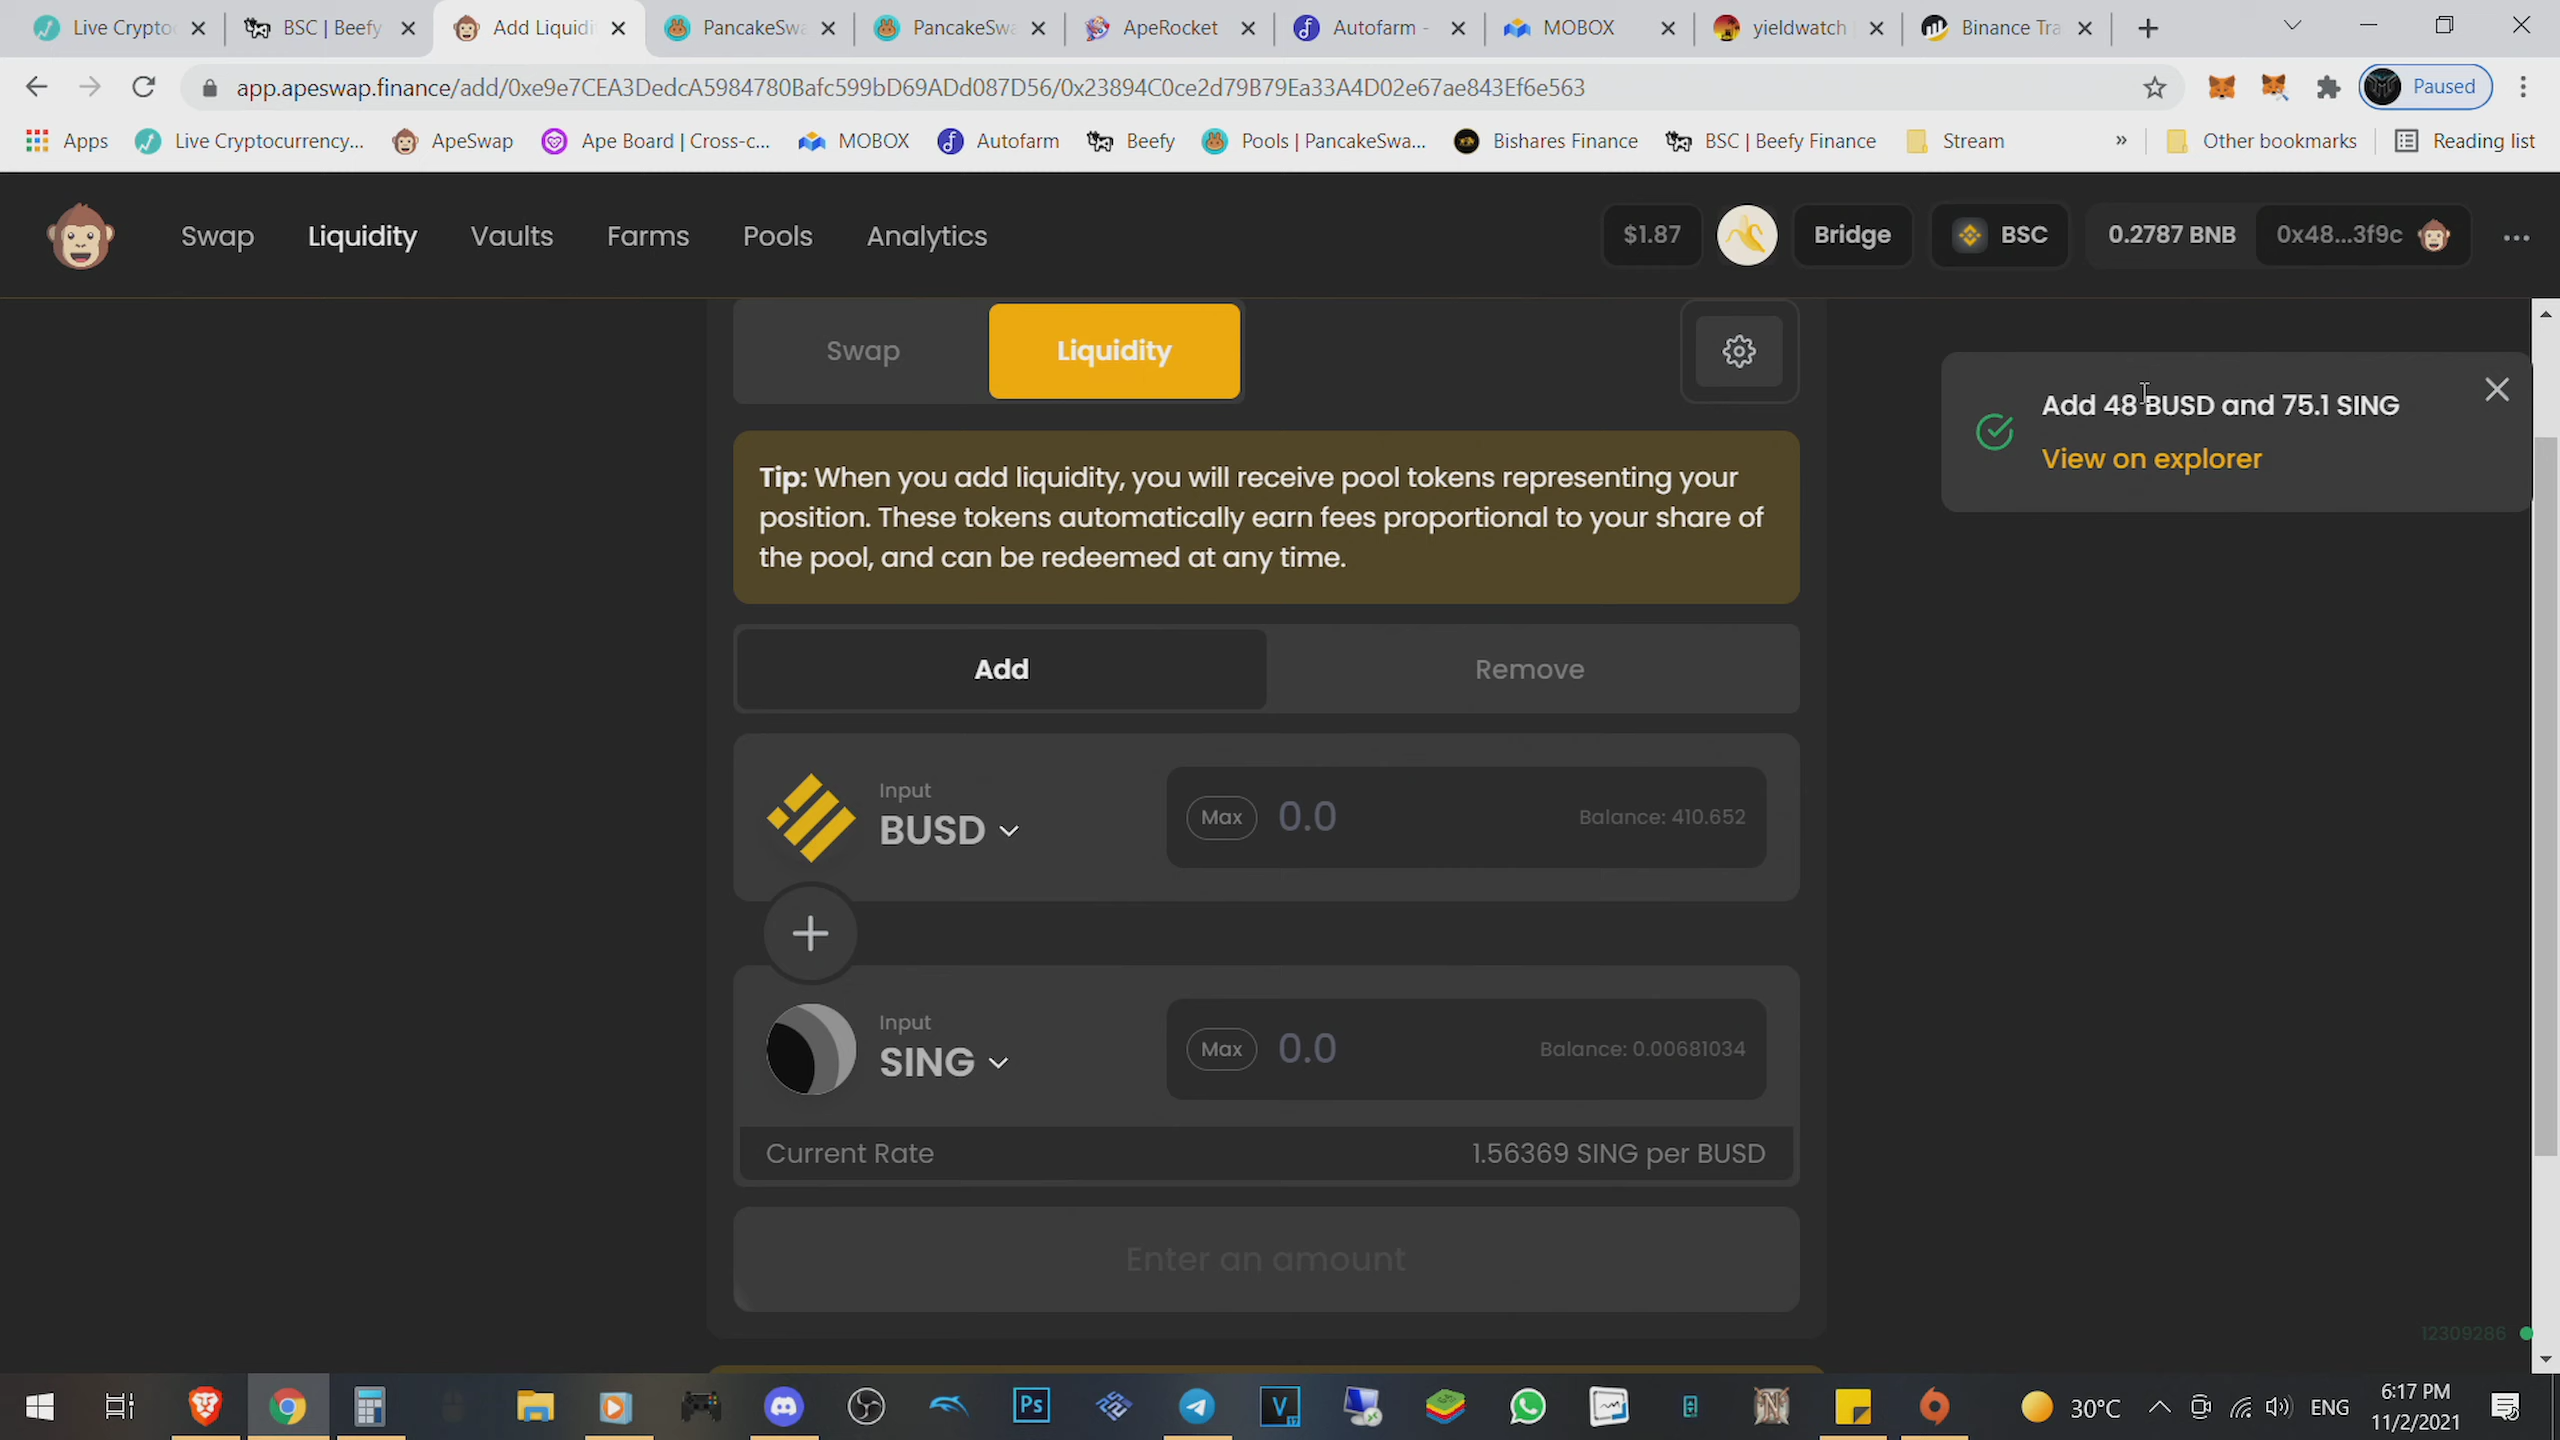 Live Crypto
BSC | Beefy
Add Liquidi
PancakeSwa
PancakeSwa
ApeRocket
Autofarm -
MOBOX
yieldwatch
Binance Tra
app.apeswap.finance/add/0xe9e7CEA3DedcA5984780Bafc599bD69ADd087D56/0x23894C0ce2d79B79Ea33A4D02e67ae843Ef6e563
Paused
Apps
Live Cryptocurrency...
ApeSwap
Ape Board | Cross-c...
MOBOX
Autofarm
Beefy
Pools | PancakeSwa...
Bishares Finance
BSC | Beefy Finance
Stream
»
Other bookmarks
Reading list
Swap
Liquidity
Vaults
Farms
Pools
Analytics
$1.87
Bridge
BSC
0.2787 BNB
0x48...3f9c
Swap
Liquidity
Add 48 BUSD and 75.1 SING
View on explorer
Tip: When you add liquidity, you will receive pool tokens representing your
position. These tokens automatically earn fees proportional to your share of
the pool, and can be redeemed at any time.
Add
Remove
Input
BUSD
Max
0.0
Balance: 410.652
Input
SING
Max
0.0
Balance: 0.00681034
Current Rate
1.56369 SING per BUSD
Enter an amount
12309286
Ps
V
17
N
30°C
ENG
6:17 PM
11/2/2021